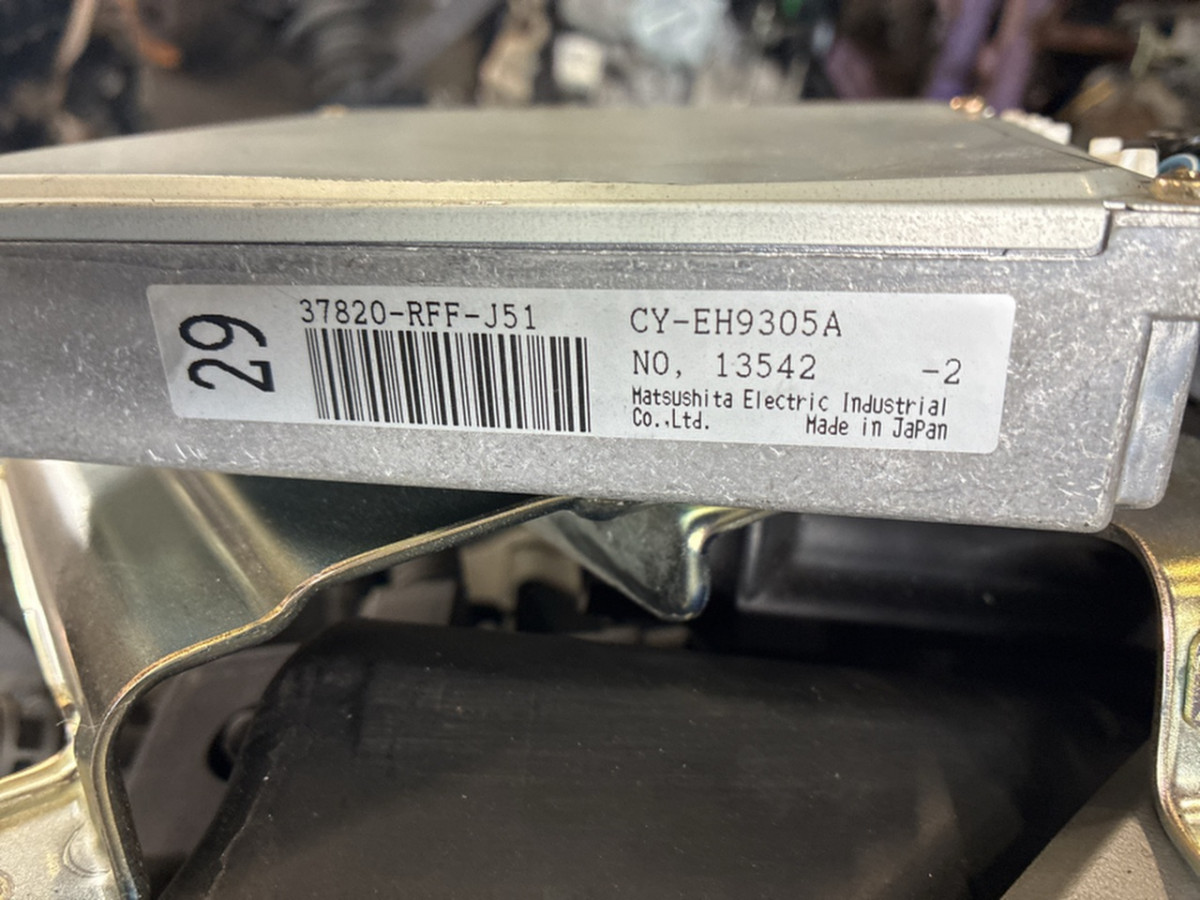 29
37820-RFF-J51
CY-EH9305A
NO, 13542 -2
Matsushita Electric Industrial
Co.,Ltd. Made in JaPan